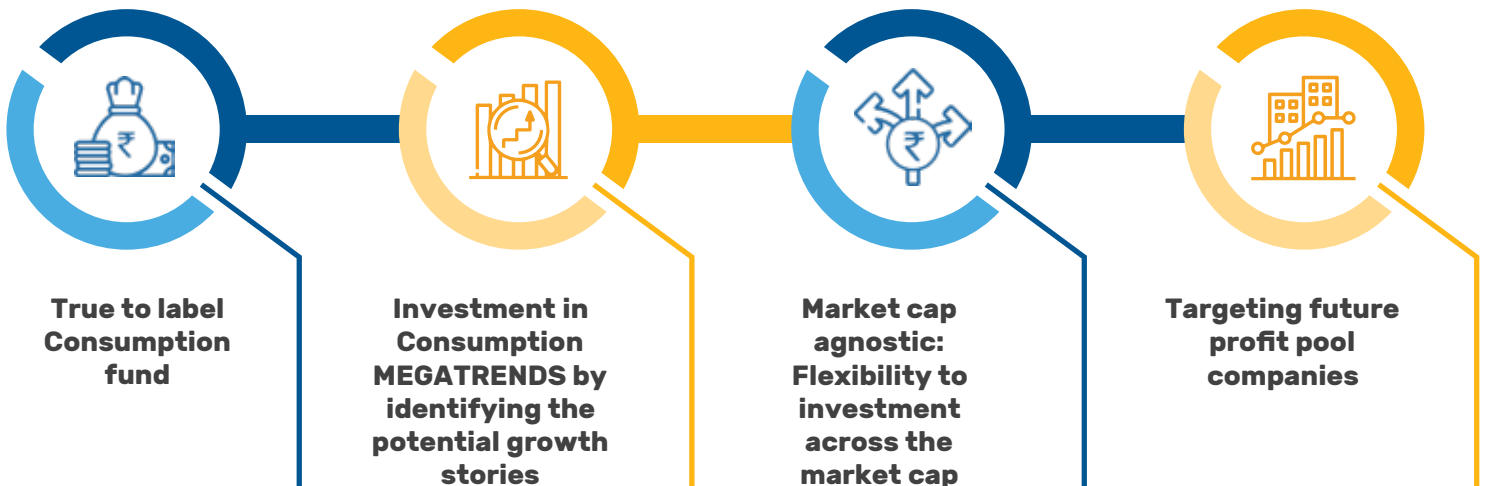 True to label
Consumption
fund
Investment in
Consumption
MEGATRENDS by
identifying the
potential growth
stories
Market cap
agnostic:
Flexibility to
investment
across the
market cap
Targeting future
profit pool
companies